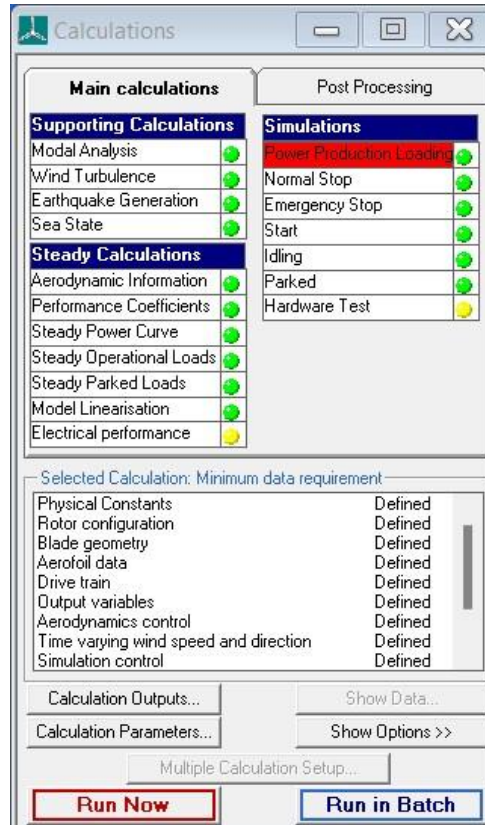 Calculations
Main calculations
Post Processing
Supporting Calculations
Modal Analysis
Wind Turbulence
Earthquake Generation
Sea State
Steady Calculations
Aerodynamic Information
Performance Coefficients
Steady Power Curve
Steady Operational Loads
Steady Parked Loads
Model Linearisation
Electrical performance
Simulations
Power Production Loading
Normal Stop
Emergency Stop
Start
Idling
Parked
Hardware Test
Selected Calculation: Minimum data requirement
Physical Constants Defined
Rotor configuration Defined
Blade geometry Defined
Aerofoil data Defined
Drive train Defined
Output variables Defined
Aerodynamics control Defined
Time varying wind speed and direction Defined
Simulation control Defined
Calculation Outputs... Show Data...
Calculation Parameters... Show Options >>
Multiple Calculation Setup...
Run Now Run in Batch